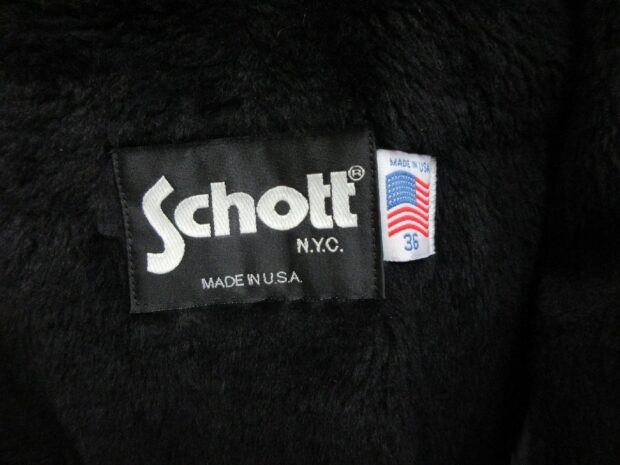 Schott®
N.Y.C.
MADE IN U.S.A.
MADE IN USA
36